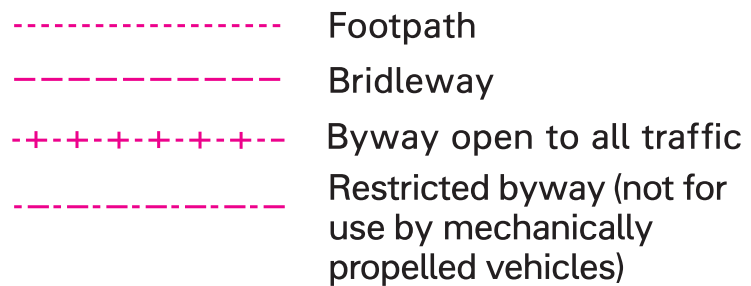 Footpath
Bridleway
Byway open to all traffic
Restricted byway (not for
use by mechanically
propelled vehicles)